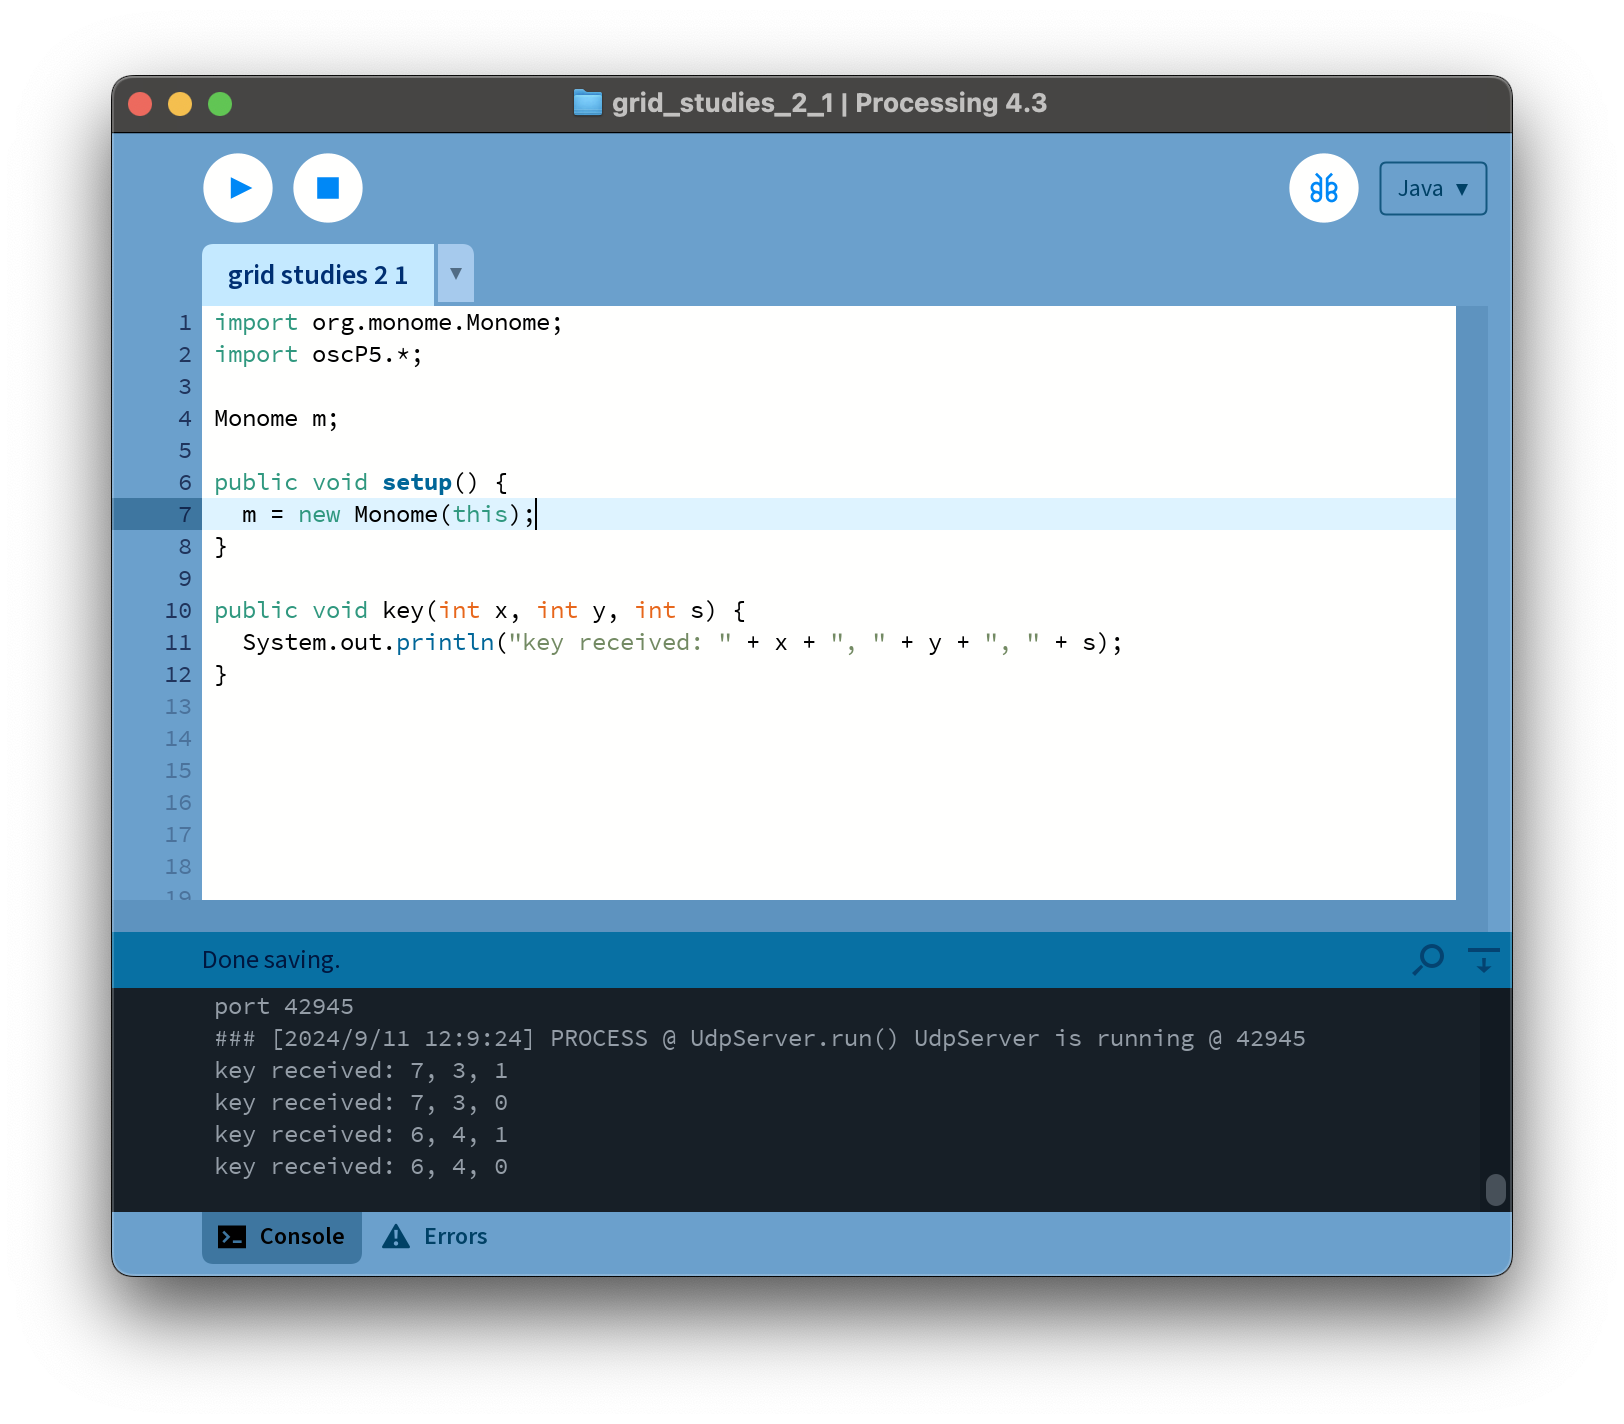 grid_studies_2_1 | Processing 4.3
Java ▼
grid studies 2 1 ▼
1 import org.monome.Monome;
2 import oscP5.*;
3
4 Monome m;
5
6 public void setup() {
7   m = new Monome(this);
8 }
9
10 public void key(int x, int y, int s) {
11   System.out.println("key received: " + x + ", " + y + ", " + s);
12 }
13
14
15
16
17
18
19
Done saving.
port 42945
### [2024/9/11 12:9:24] PROCESS @ UdpServer.run() UdpServer is running @ 42945
key received: 7, 3, 1
key received: 7, 3, 0
key received: 6, 4, 1
key received: 6, 4, 0
Console Errors